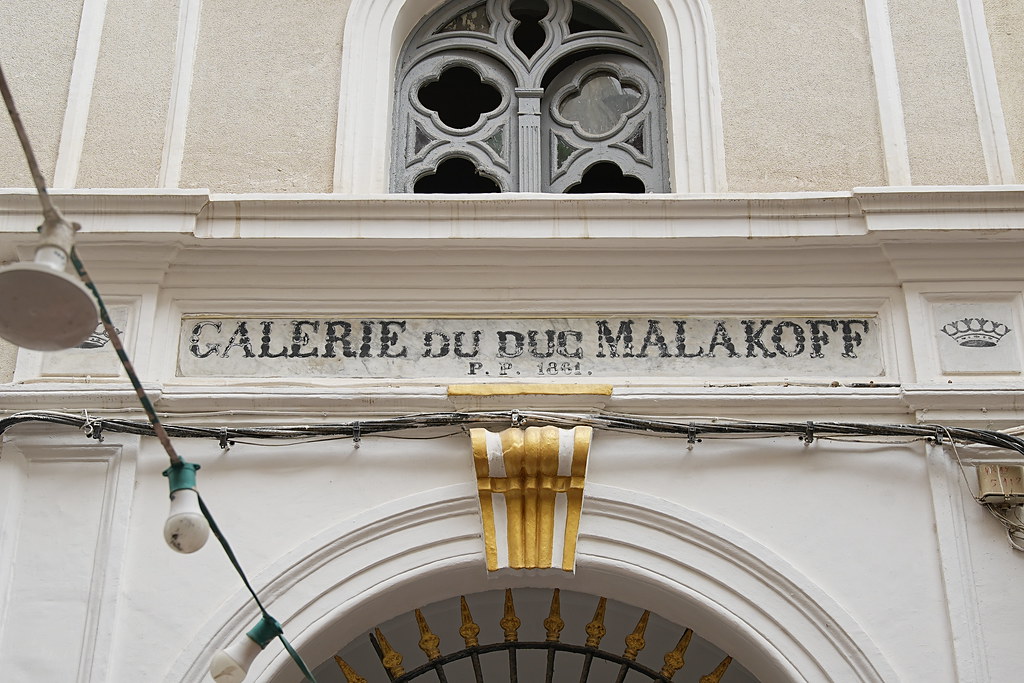 GALERIE DU DUC MALAKOFF
P. P. 1861.